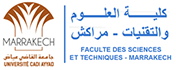 MARRAKECH
جامعة القاضي عياض
UNIVERSITÉ CADI AYYAD
كلية العلوم
والتقنيات - مراكش
FACULTE DES SCIENCES
ET TECHNIQUES - MARRAKECH